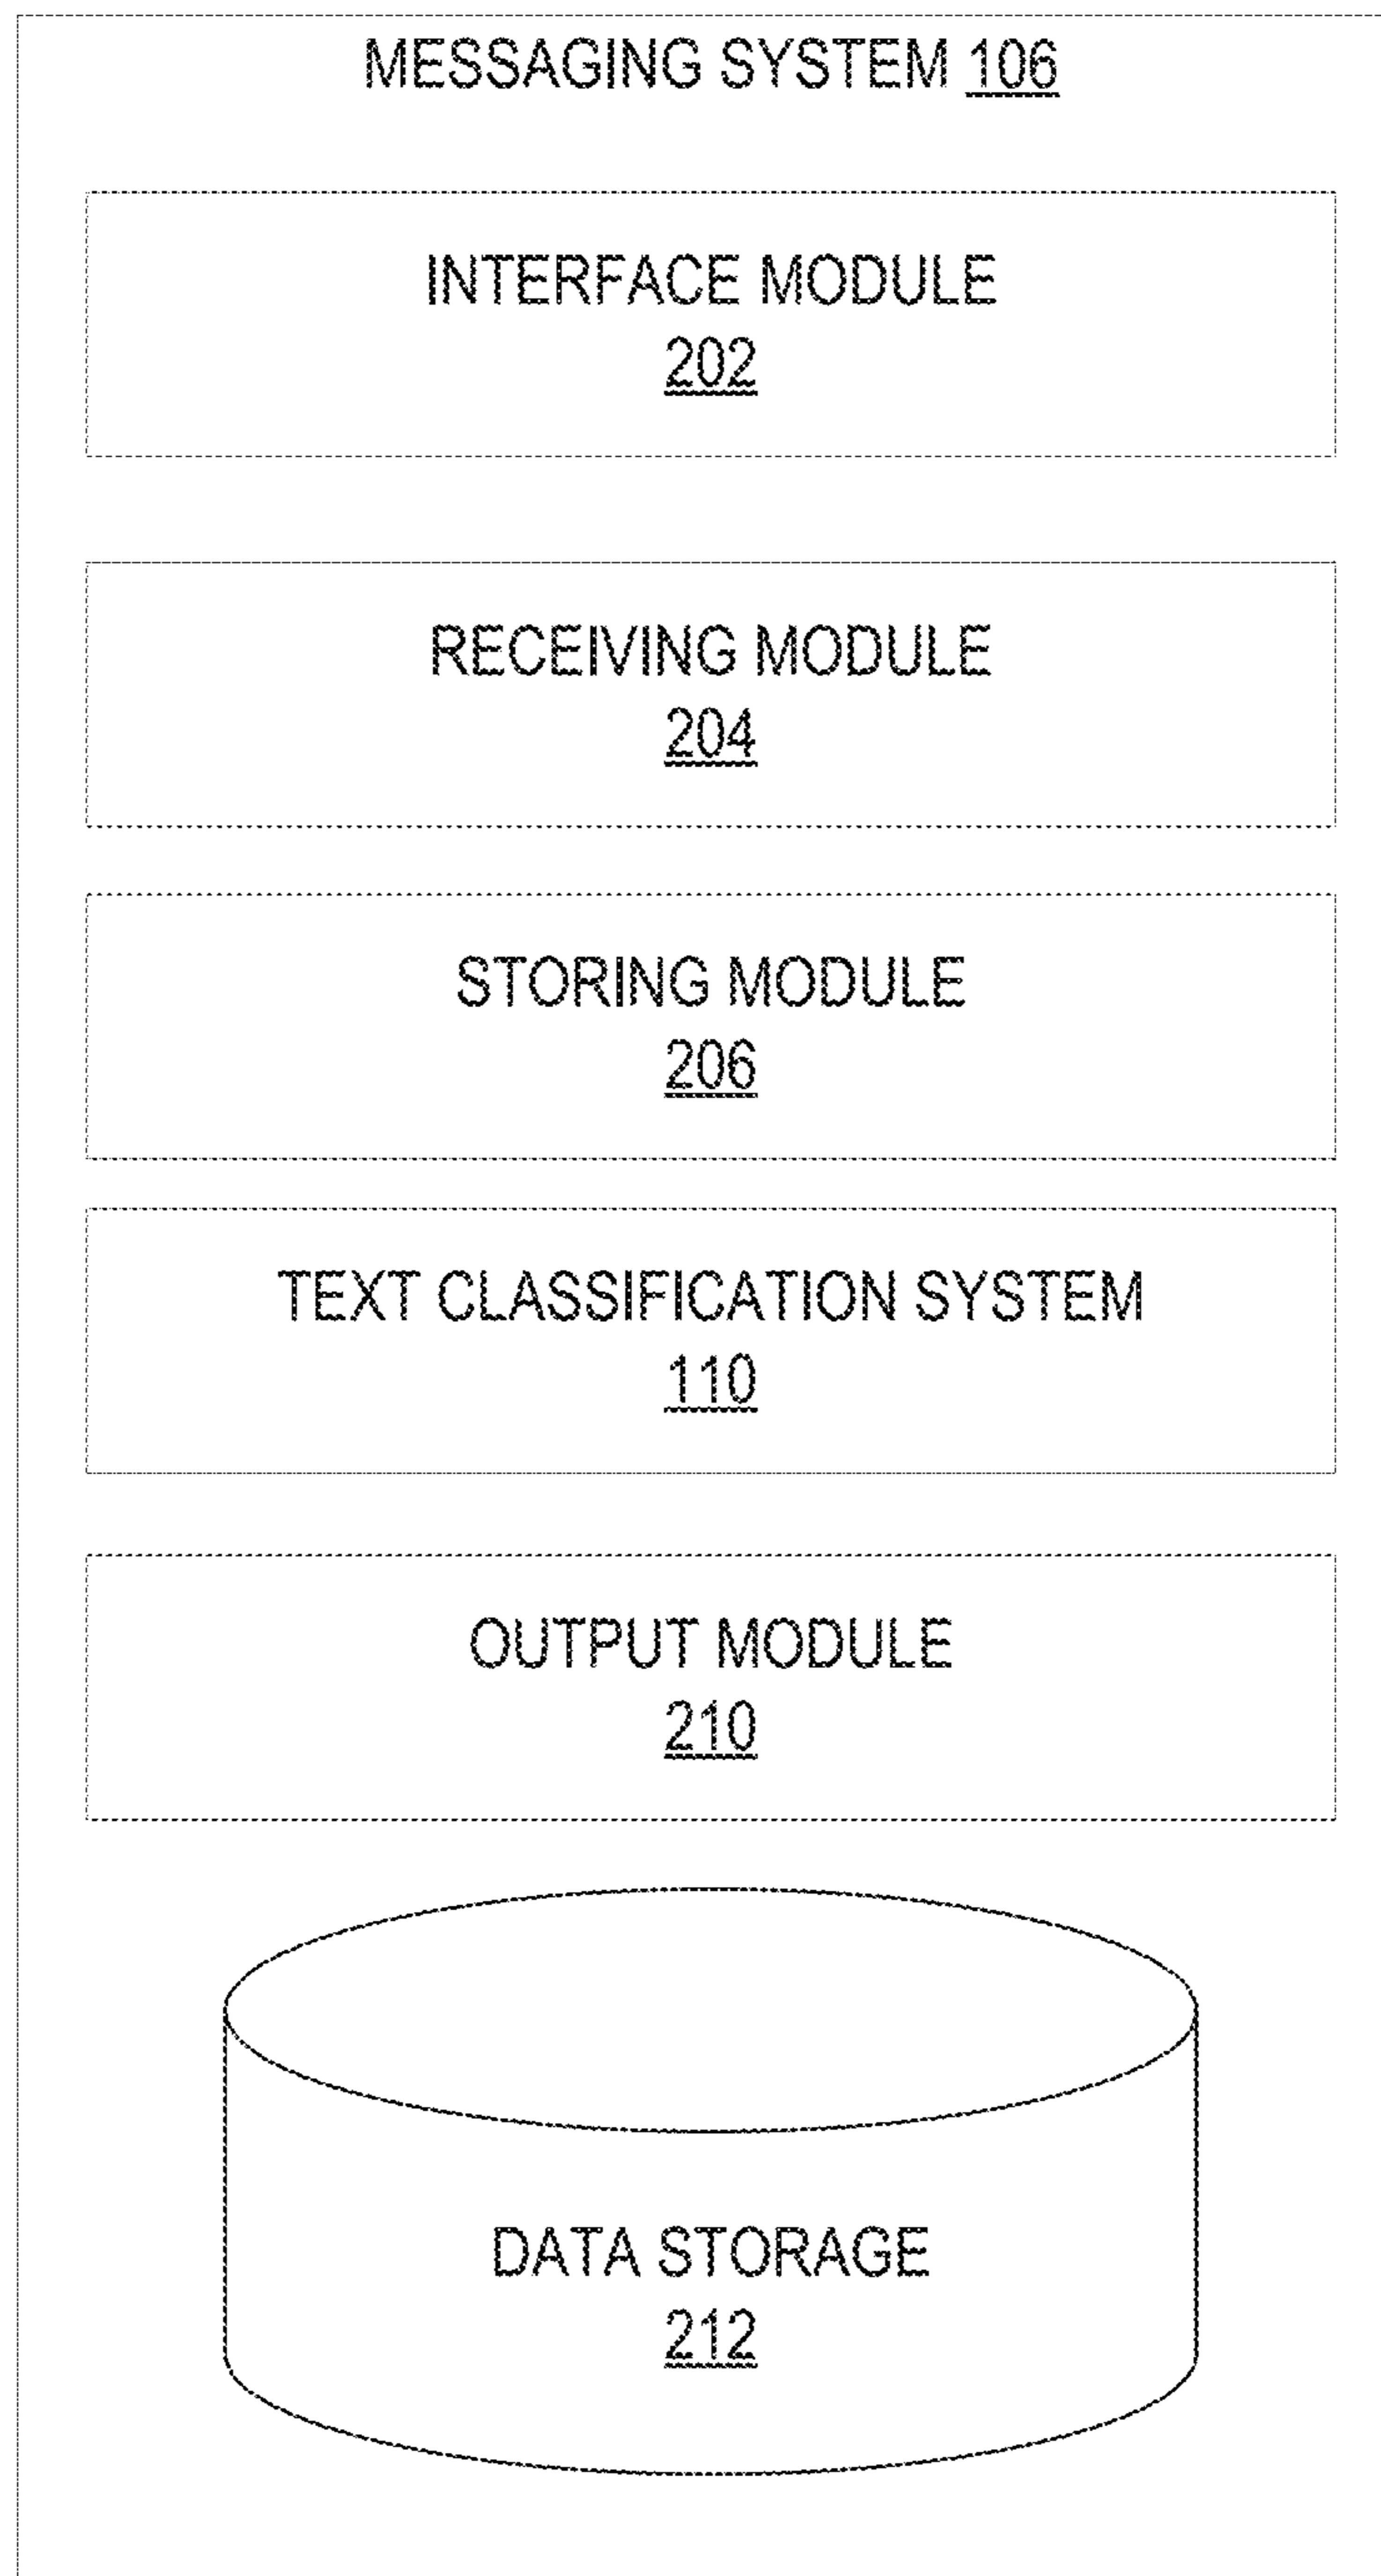 MESSAGING SYSTEM 106
INTERFACE MODULE
202
RECEIVING MODULE
204
STORING MODULE
206
TEXT CLASSIFICATION SYSTEM
110
OUTPUT MODULE
210
DATA STORAGE
212